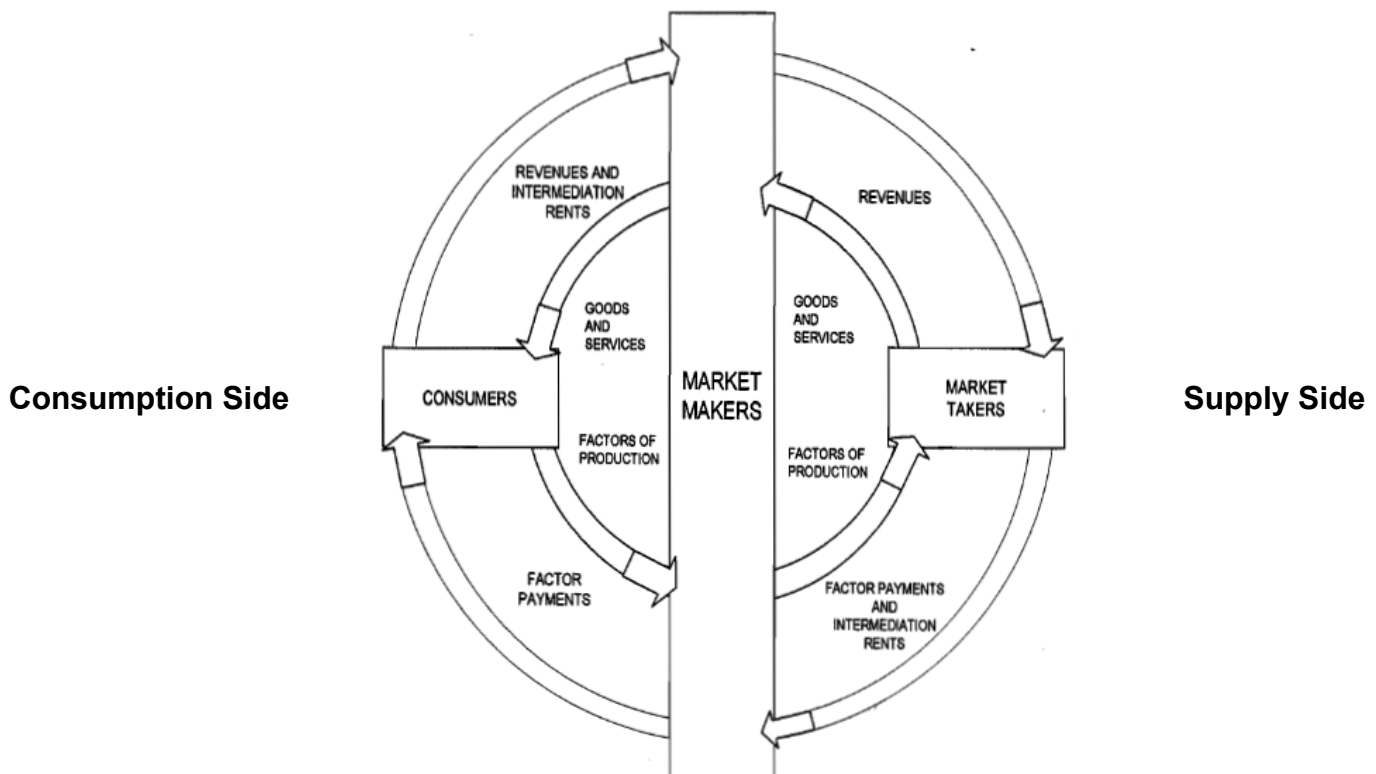 REVENUES AND
INTERMEDIATION
RENTS
REVENUES
GOODS
AND
SERVICES
GOODS
AND
SERVICES
Consumption Side
CONSUMERS
MARKET
MAKERS
MARKET
TAKERS
Supply Side
FACTORS OF
PRODUCTION
FACTORS OF
PRODUCTION
FACTOR
PAYMENTS
FACTOR PAYMENTS
AND
INTERMEDIATION
RENTS